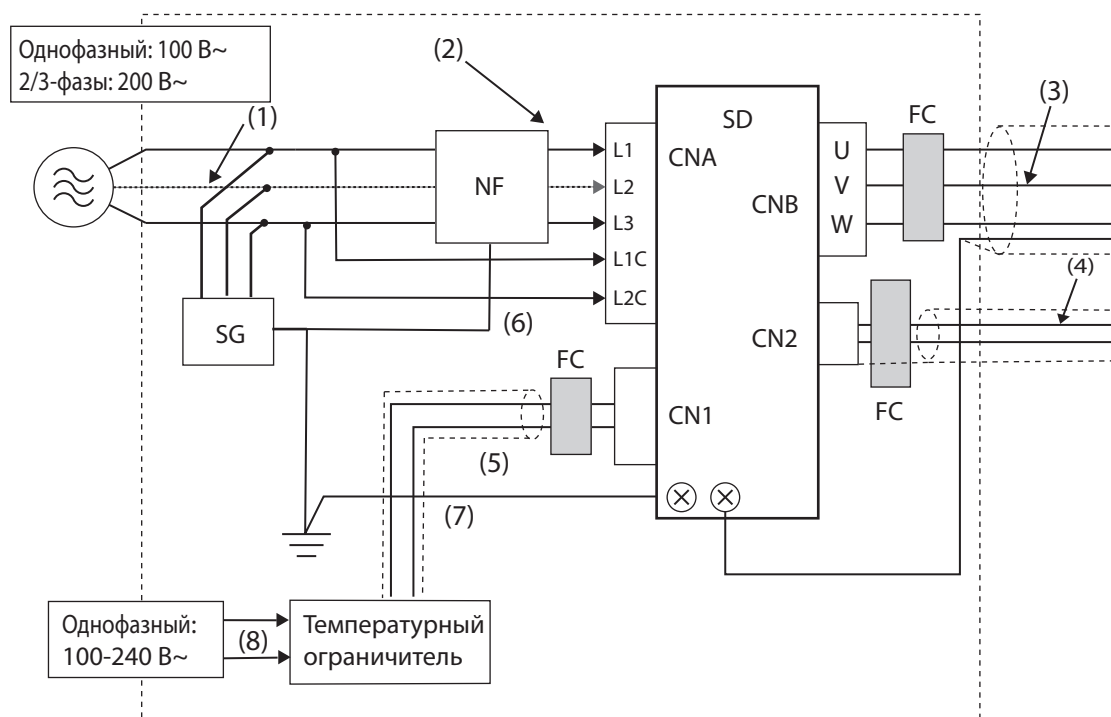 Однофазный: 100 В~
2/3-фазы: 200 В~
(1)
(2)
(3)
NF
L1
L2
L3
L1C
L2C
SD
CNA
CNB
U
V
W
FC
SG
(6)
CN2
(4)
FC
FC
CN1
(5)
(7)
Однофазный:
100-240 В~
(8)
Температурный
ограничитель